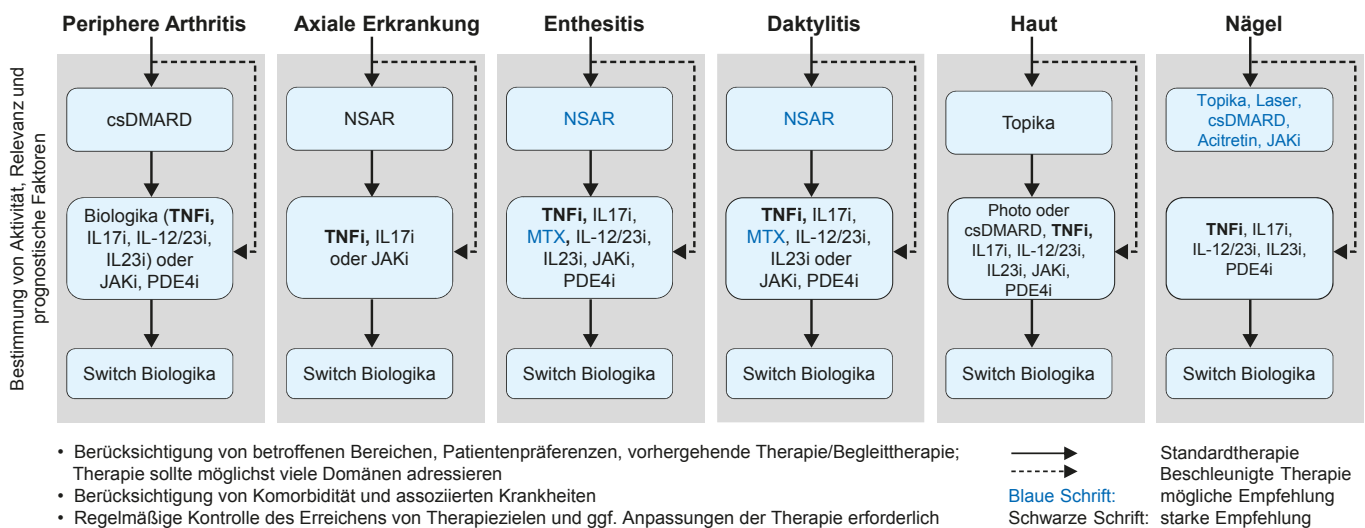 Periphere Arthritis
Axiale Erkrankung
Enthesitis
Daktylitis
Haut
Nägel
Bestimmung von Aktivität, Relevanz und
prognostische Faktoren
csDMARD
Biologika (TNFi,
IL17i, IL-12/23i,
IL23i) oder
JAKi, PDE4i
Switch Biologika
NSAR
TNFi, IL17i
oder JAKi
Switch Biologika
NSAR
TNFi, IL17i,
MTX, IL-12/23i,
IL23i, JAKi,
PDE4i
Switch Biologika
NSAR
TNFi, IL17i,
MTX, IL-12/23i,
IL23i oder
JAKi, PDE4i
Switch Biologika
Topika
Photo oder
csDMARD, TNFi,
IL17i, IL-12/23i,
IL23i, JAKi,
PDE4i
Switch Biologika
Topika, Laser,
csDMARD,
Acitretin, JAKi
TNFi, IL17i,
IL-12/23i, IL23i,
PDE4i
Switch Biologika
• Berücksichtigung von betroffenen Bereichen, Patientenpräferenzen, vorhergehende Therapie/Begleittherapie;
Therapie sollte möglichst viele Domänen adressieren
• Berücksichtigung von Komorbidität und assoziierten Krankheiten
• Regelmäßige Kontrolle des Erreichens von Therapiezielen und ggf. Anpassungen der Therapie erforderlich
Standardtherapie
Beschleunigte Therapie
Blaue Schrift: mögliche Empfehlung
Schwarze Schrift: starke Empfehlung